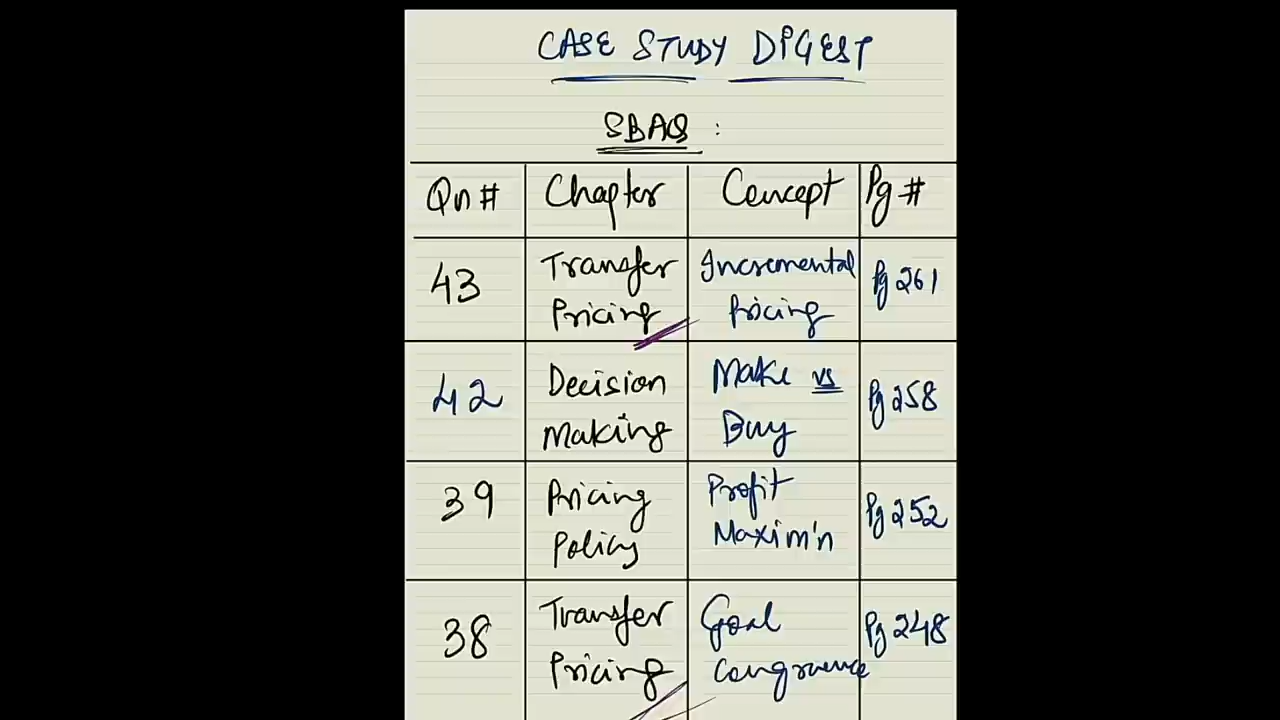 CASE STUDY DIGEST
SBAQ :
Qn # Chapter Concept Pg #
43 Transfer Pricing Incremental Pricing Pg 261
42 Decision Making Make vs Buy Pg 258
39 Pricing Policy Profit Maxim'n Pg 252
38 Transfer Pricing Goal Congruence Pg 248